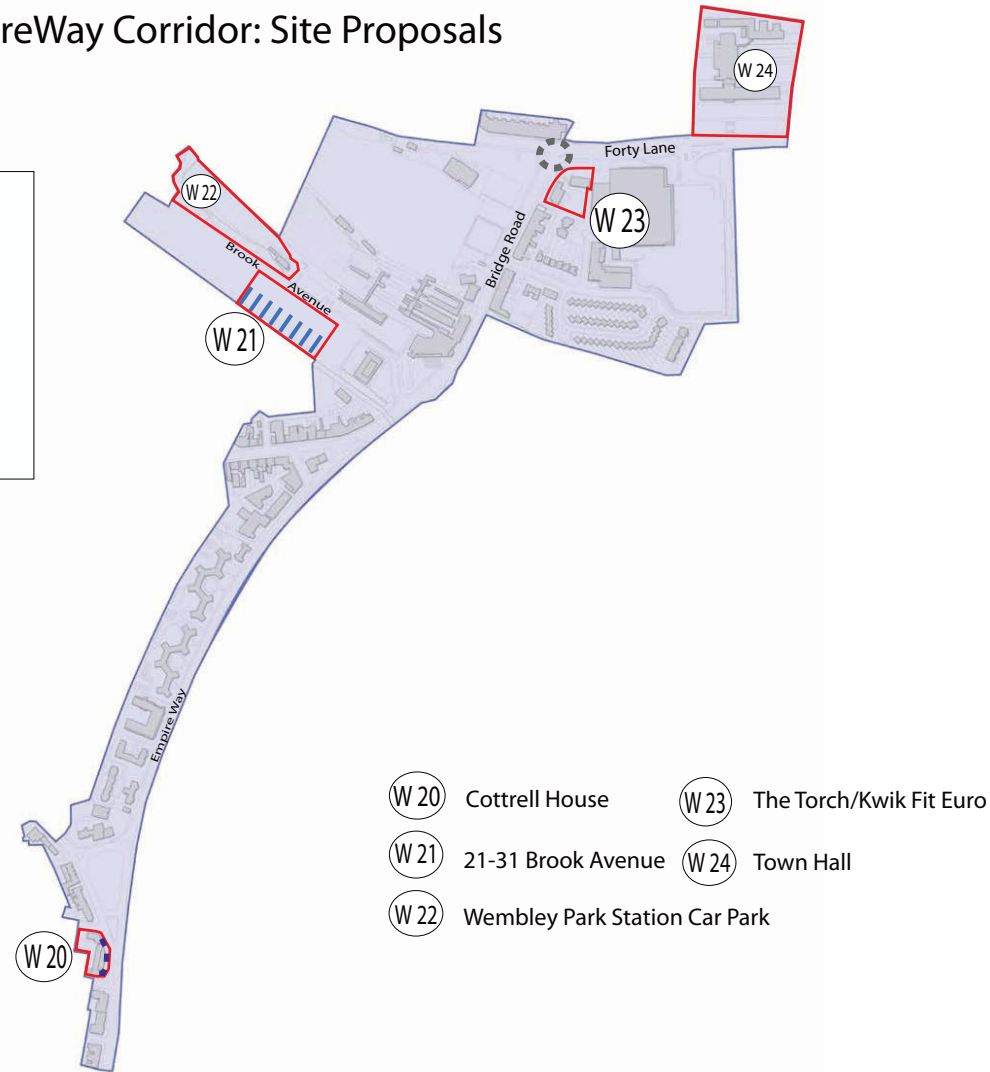 reWay Corridor: Site Proposals
W 24
Forty Lane
W 22
W 23
Bridge Road
Brook
Avenue
W 21
Empire Way
W 20
W 20 Cottrell House
W 23 The Torch/Kwik Fit Euro
W 21 21-31 Brook Avenue
W 24 Town Hall
W 22 Wembley Park Station Car Park